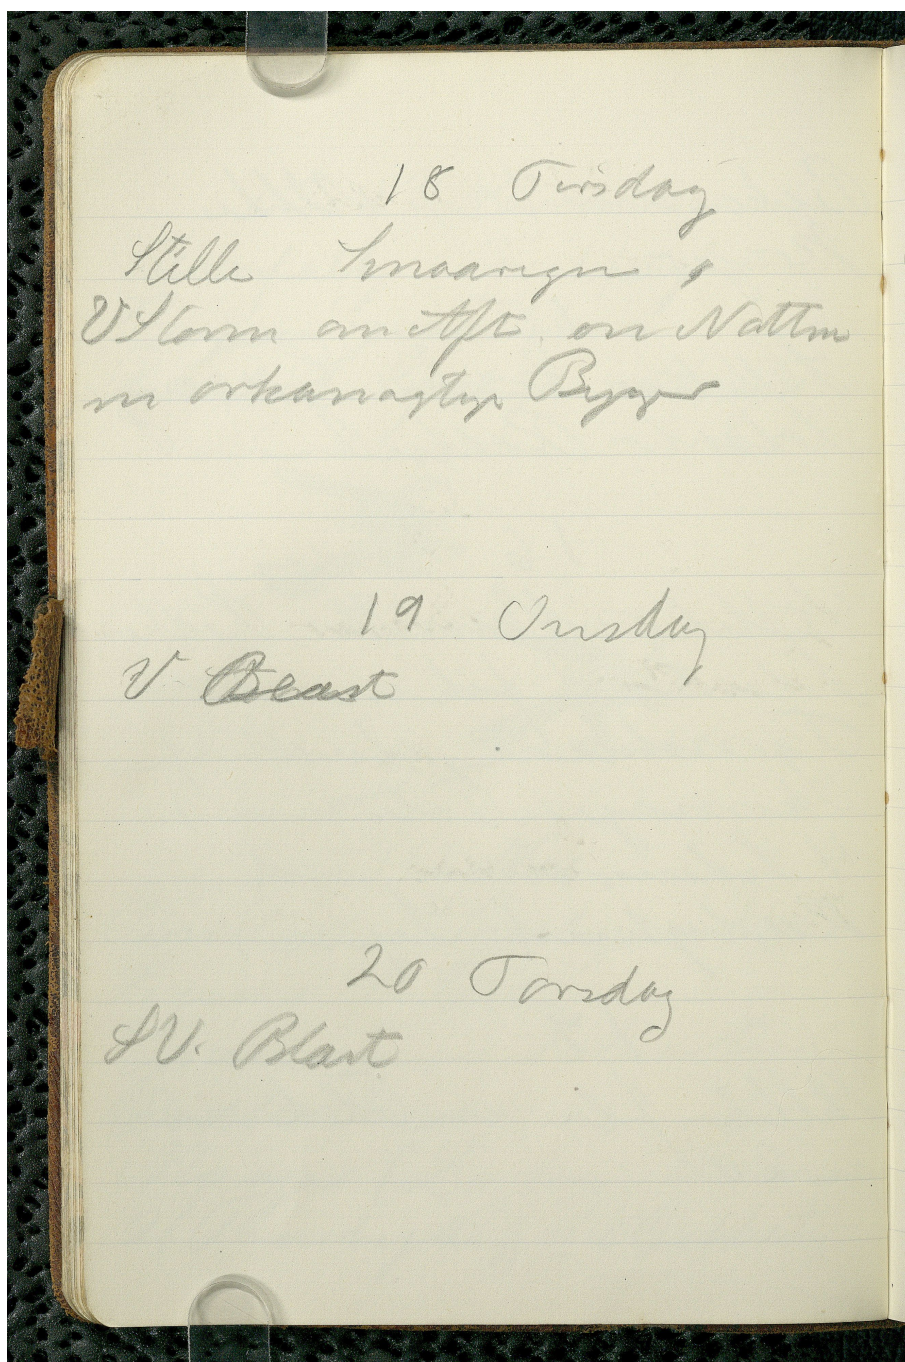 18 Tirsdag
Stille Smaaregn,
V Storm om Aft. om Natten
m orkanagtige Byger
19 Onsdag
V Blæst
20 Torsdag
SV. Blæst